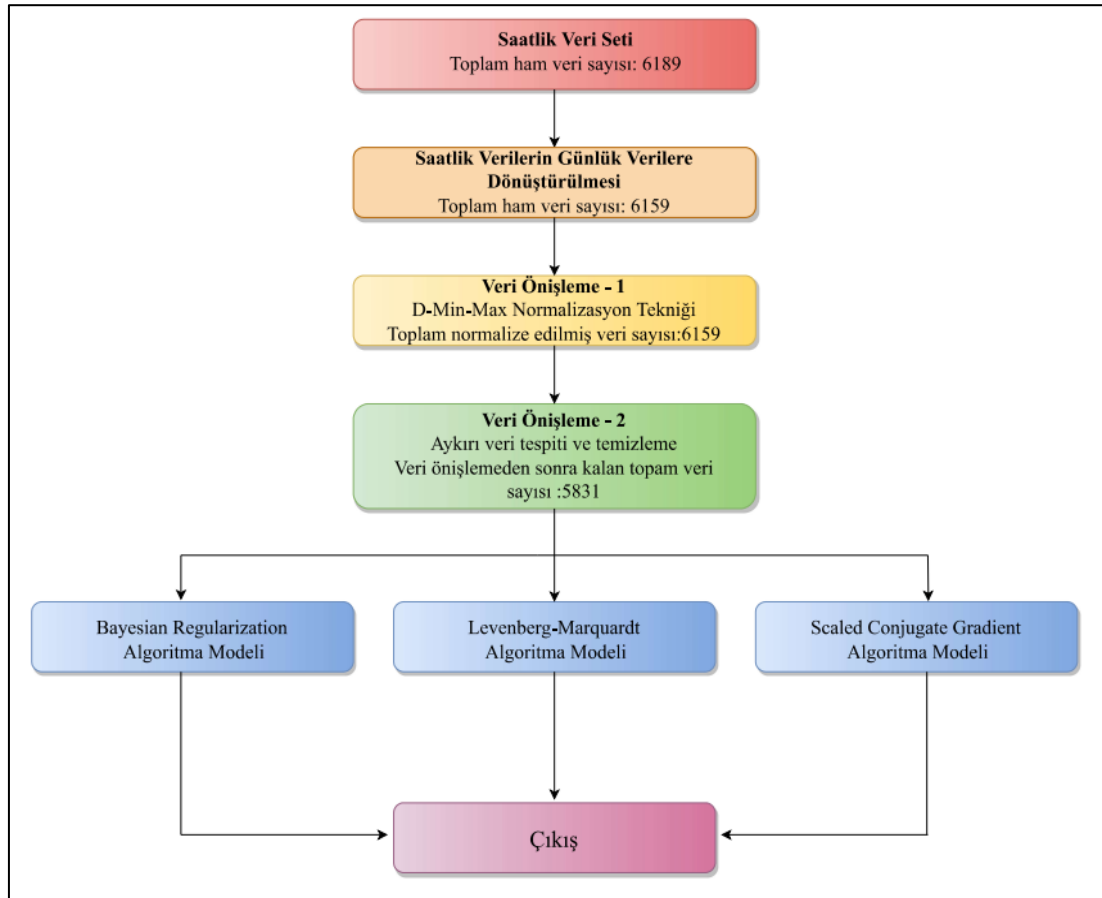 Saatlik Veri Seti
Toplam ham veri sayısı: 6189
Saatlik Verilerin Günlük Verilere
Dönüştürülmesi
Toplam ham veri sayısı: 6159
Veri Önişleme - 1
D-Min-Max Normalizasyon Tekniği
Toplam normalize edilmiş veri sayısı:6159
Veri Önişleme - 2
Aykırı veri tespiti ve temizleme
Veri önişlemeden sonra kalan topam veri
sayısı :5831
Bayesian Regularization
Algoritma Modeli
Levenberg-Marquardt
Algoritma Modeli
Scaled Conjugate Gradient
Algoritma Modeli
Çıkış